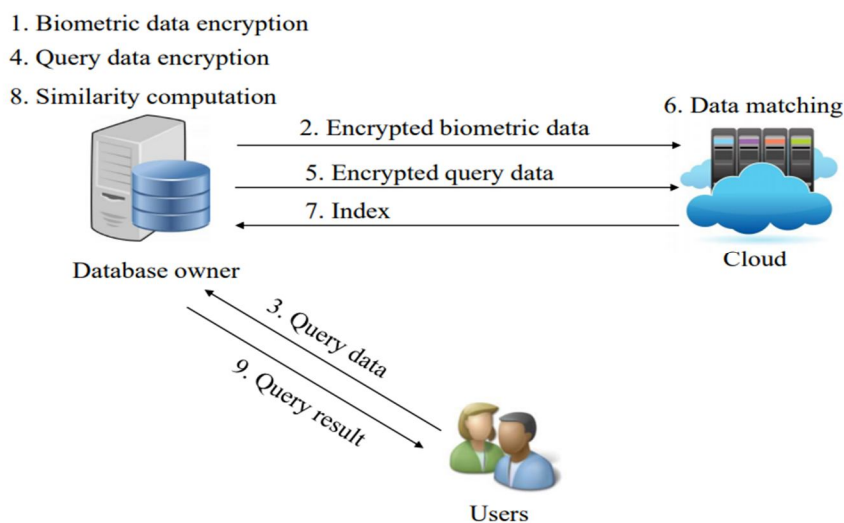 1. Biometric data encryption
4. Query data encryption
8. Similarity computation
6. Data matching
2. Encrypted biometric data
5. Encrypted query data
7. Index
Cloud
Database owner
3. Query data
9. Query result
Users